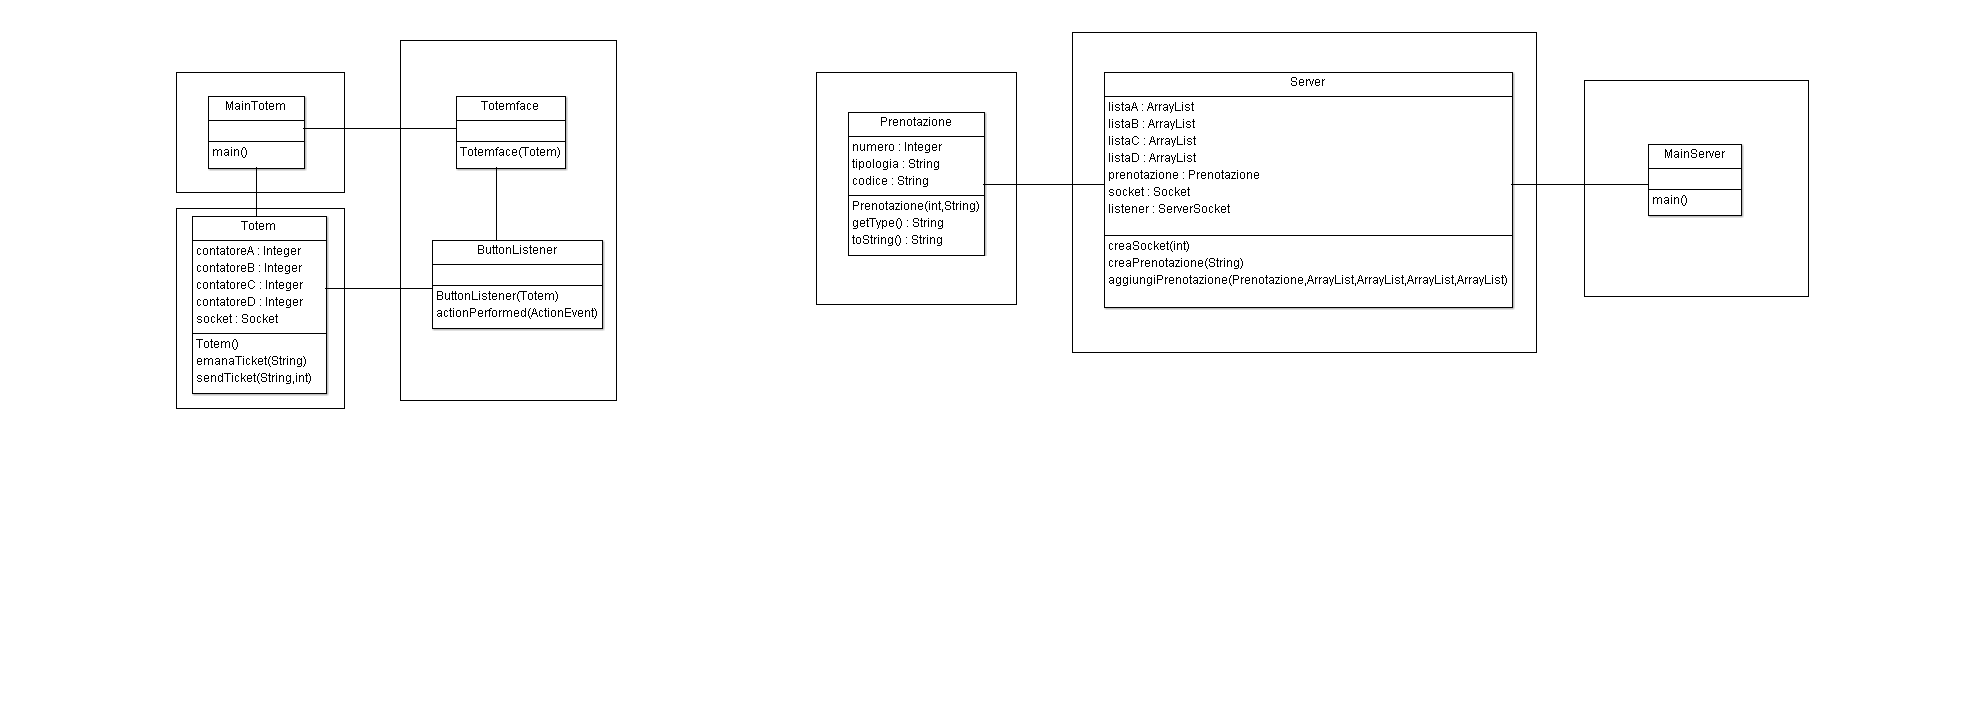 MainTotem
main()
Totemface
Totemface(Totem)
Totem
contatoreA : Integer
contatoreB : Integer
contatoreC : Integer
contatoreD : Integer
socket : Socket
Totem()
emanaTicket(String)
sendTicket(String,int)
ButtonListener
ButtonListener(Totem)
actionPerformed(ActionEvent)
Prenotazione
numero : Integer
tipologia : String
codice : String
Prenotazione(int,String)
getType() : String
toString() : String
Server
listaA : ArrayList
listaB : ArrayList
listaC : ArrayList
listaD : ArrayList
prenotazione : Prenotazione
socket : Socket
listener : ServerSocket
creaSocket(int)
creaPrenotazione(String)
aggiungiPrenotazione(Prenotazione,ArrayList,ArrayList,ArrayList,ArrayList)
MainServer
main()